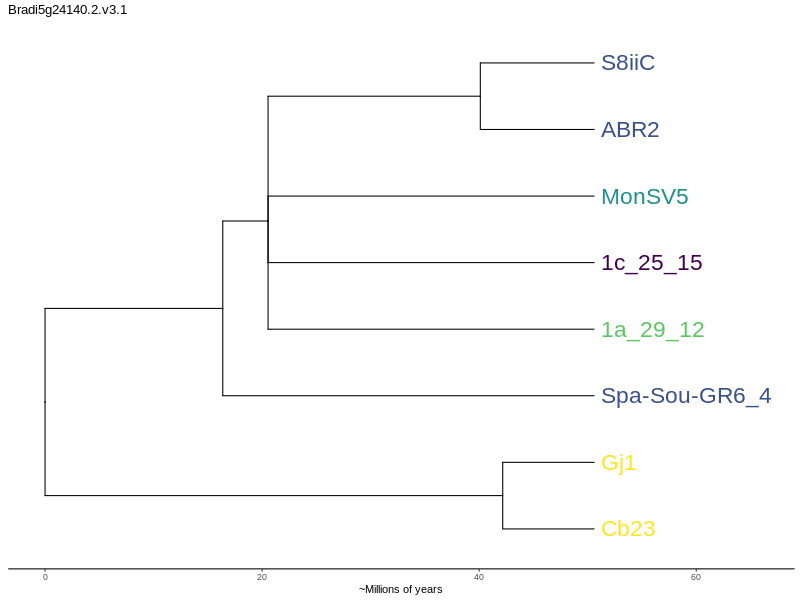 Bradi5g24140.2.v3.1
S8iiC
ABR2
MonSV5
1c_25_15
1a_29_12
Spa-Sou-GR6_4
Gj1
Cb23
0 20 40 60
~Millions of years